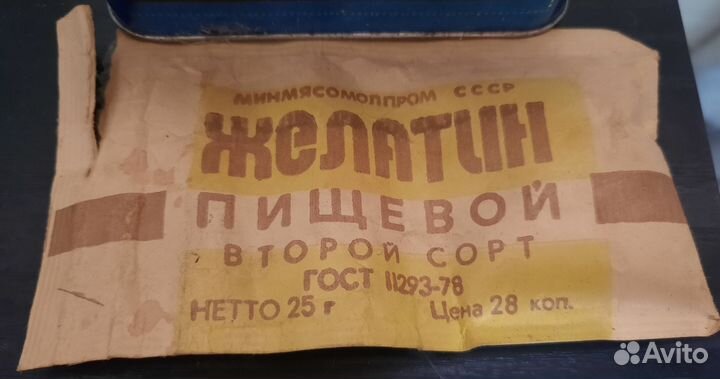 МИНМЯСОМОЛПРОМ СССР
ЖЕЛАТИН
ПИЩЕВОЙ
ВТОРОЙ СОРТ
ГОСТ 11293-78
НЕТТО 25 г Цена 28 коп.
Avito